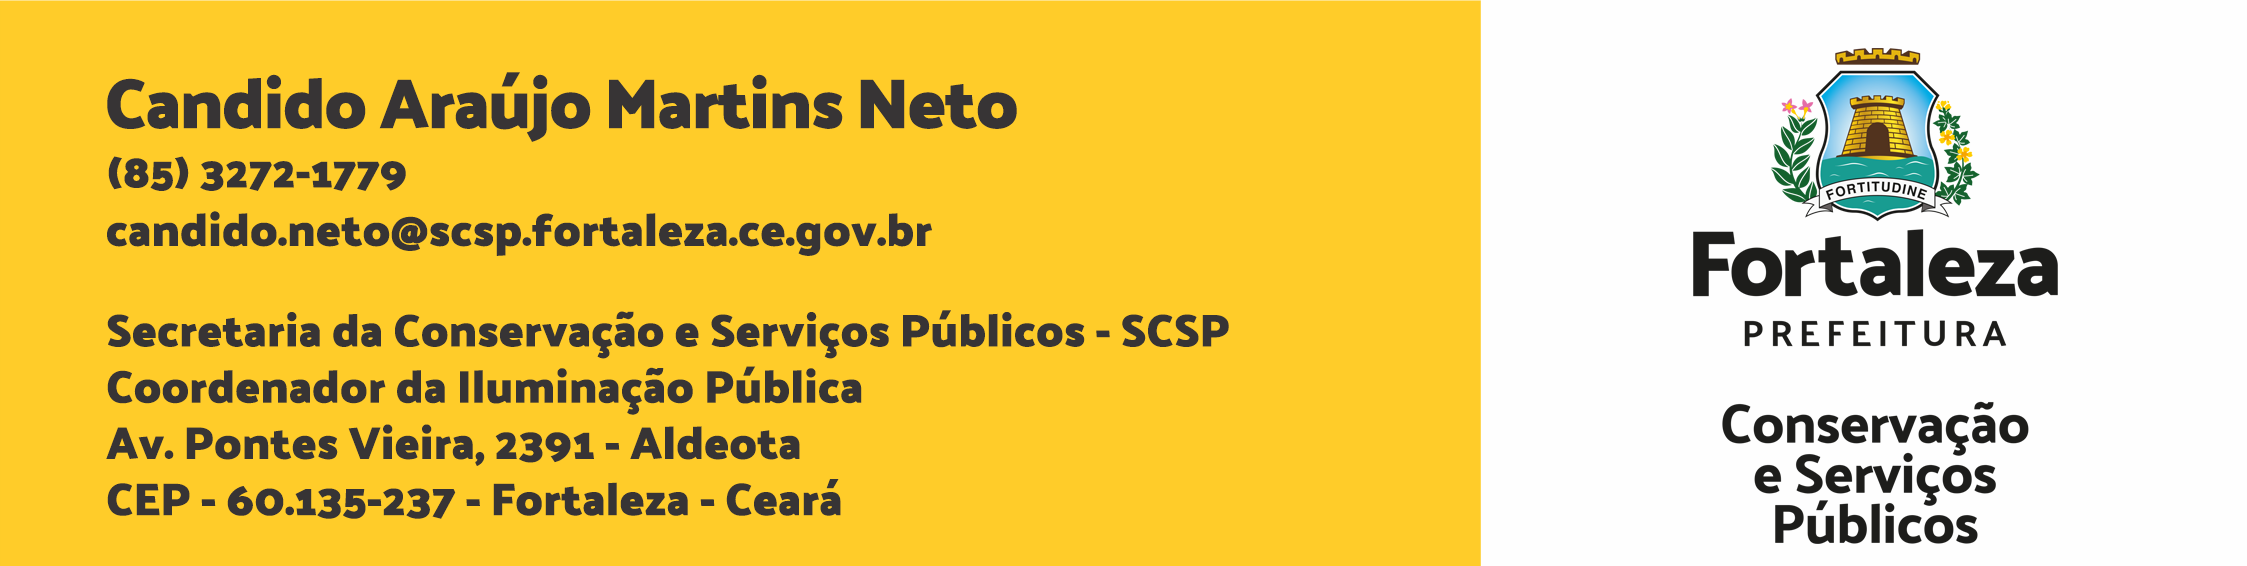 Candido Araújo Martins Neto
(85) 3272-1779
candido.neto@scsp.fortaleza.ce.gov.br
Secretaria da Conservação e Serviços Públicos - SCSP
Coordenador da Iluminação Pública
Av. Pontes Vieira, 2391 - Aldeota
CEP - 60.135-237 - Fortaleza - Ceará
FORTITUDINE
Fortaleza
PREFEITURA
Conservação
e Serviços
Públicos